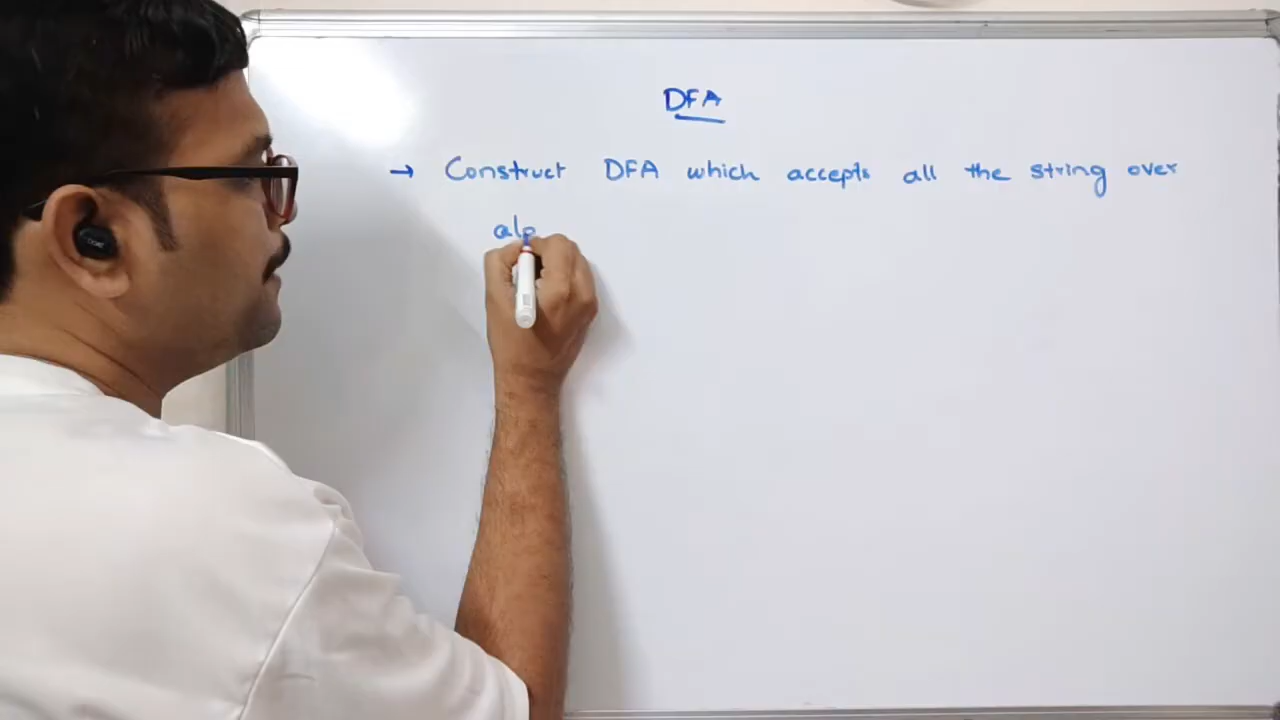 DFA
→ Construct DFA which accepts all the string over
alp